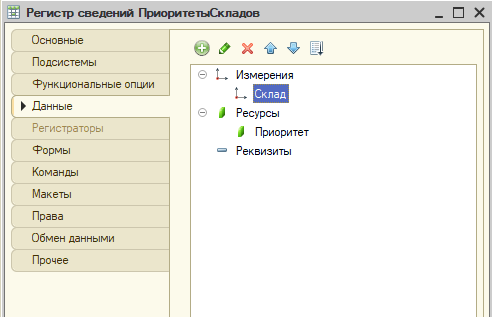 Регистр сведений ПриоритетыСкладов
Основные
Подсистемы
Функциональные опции
Данные
Регистраторы
Формы
Команды
Макеты
Права
Обмен данными
Прочее
Измерения
Склад
Ресурсы
Приоритет
Реквизиты